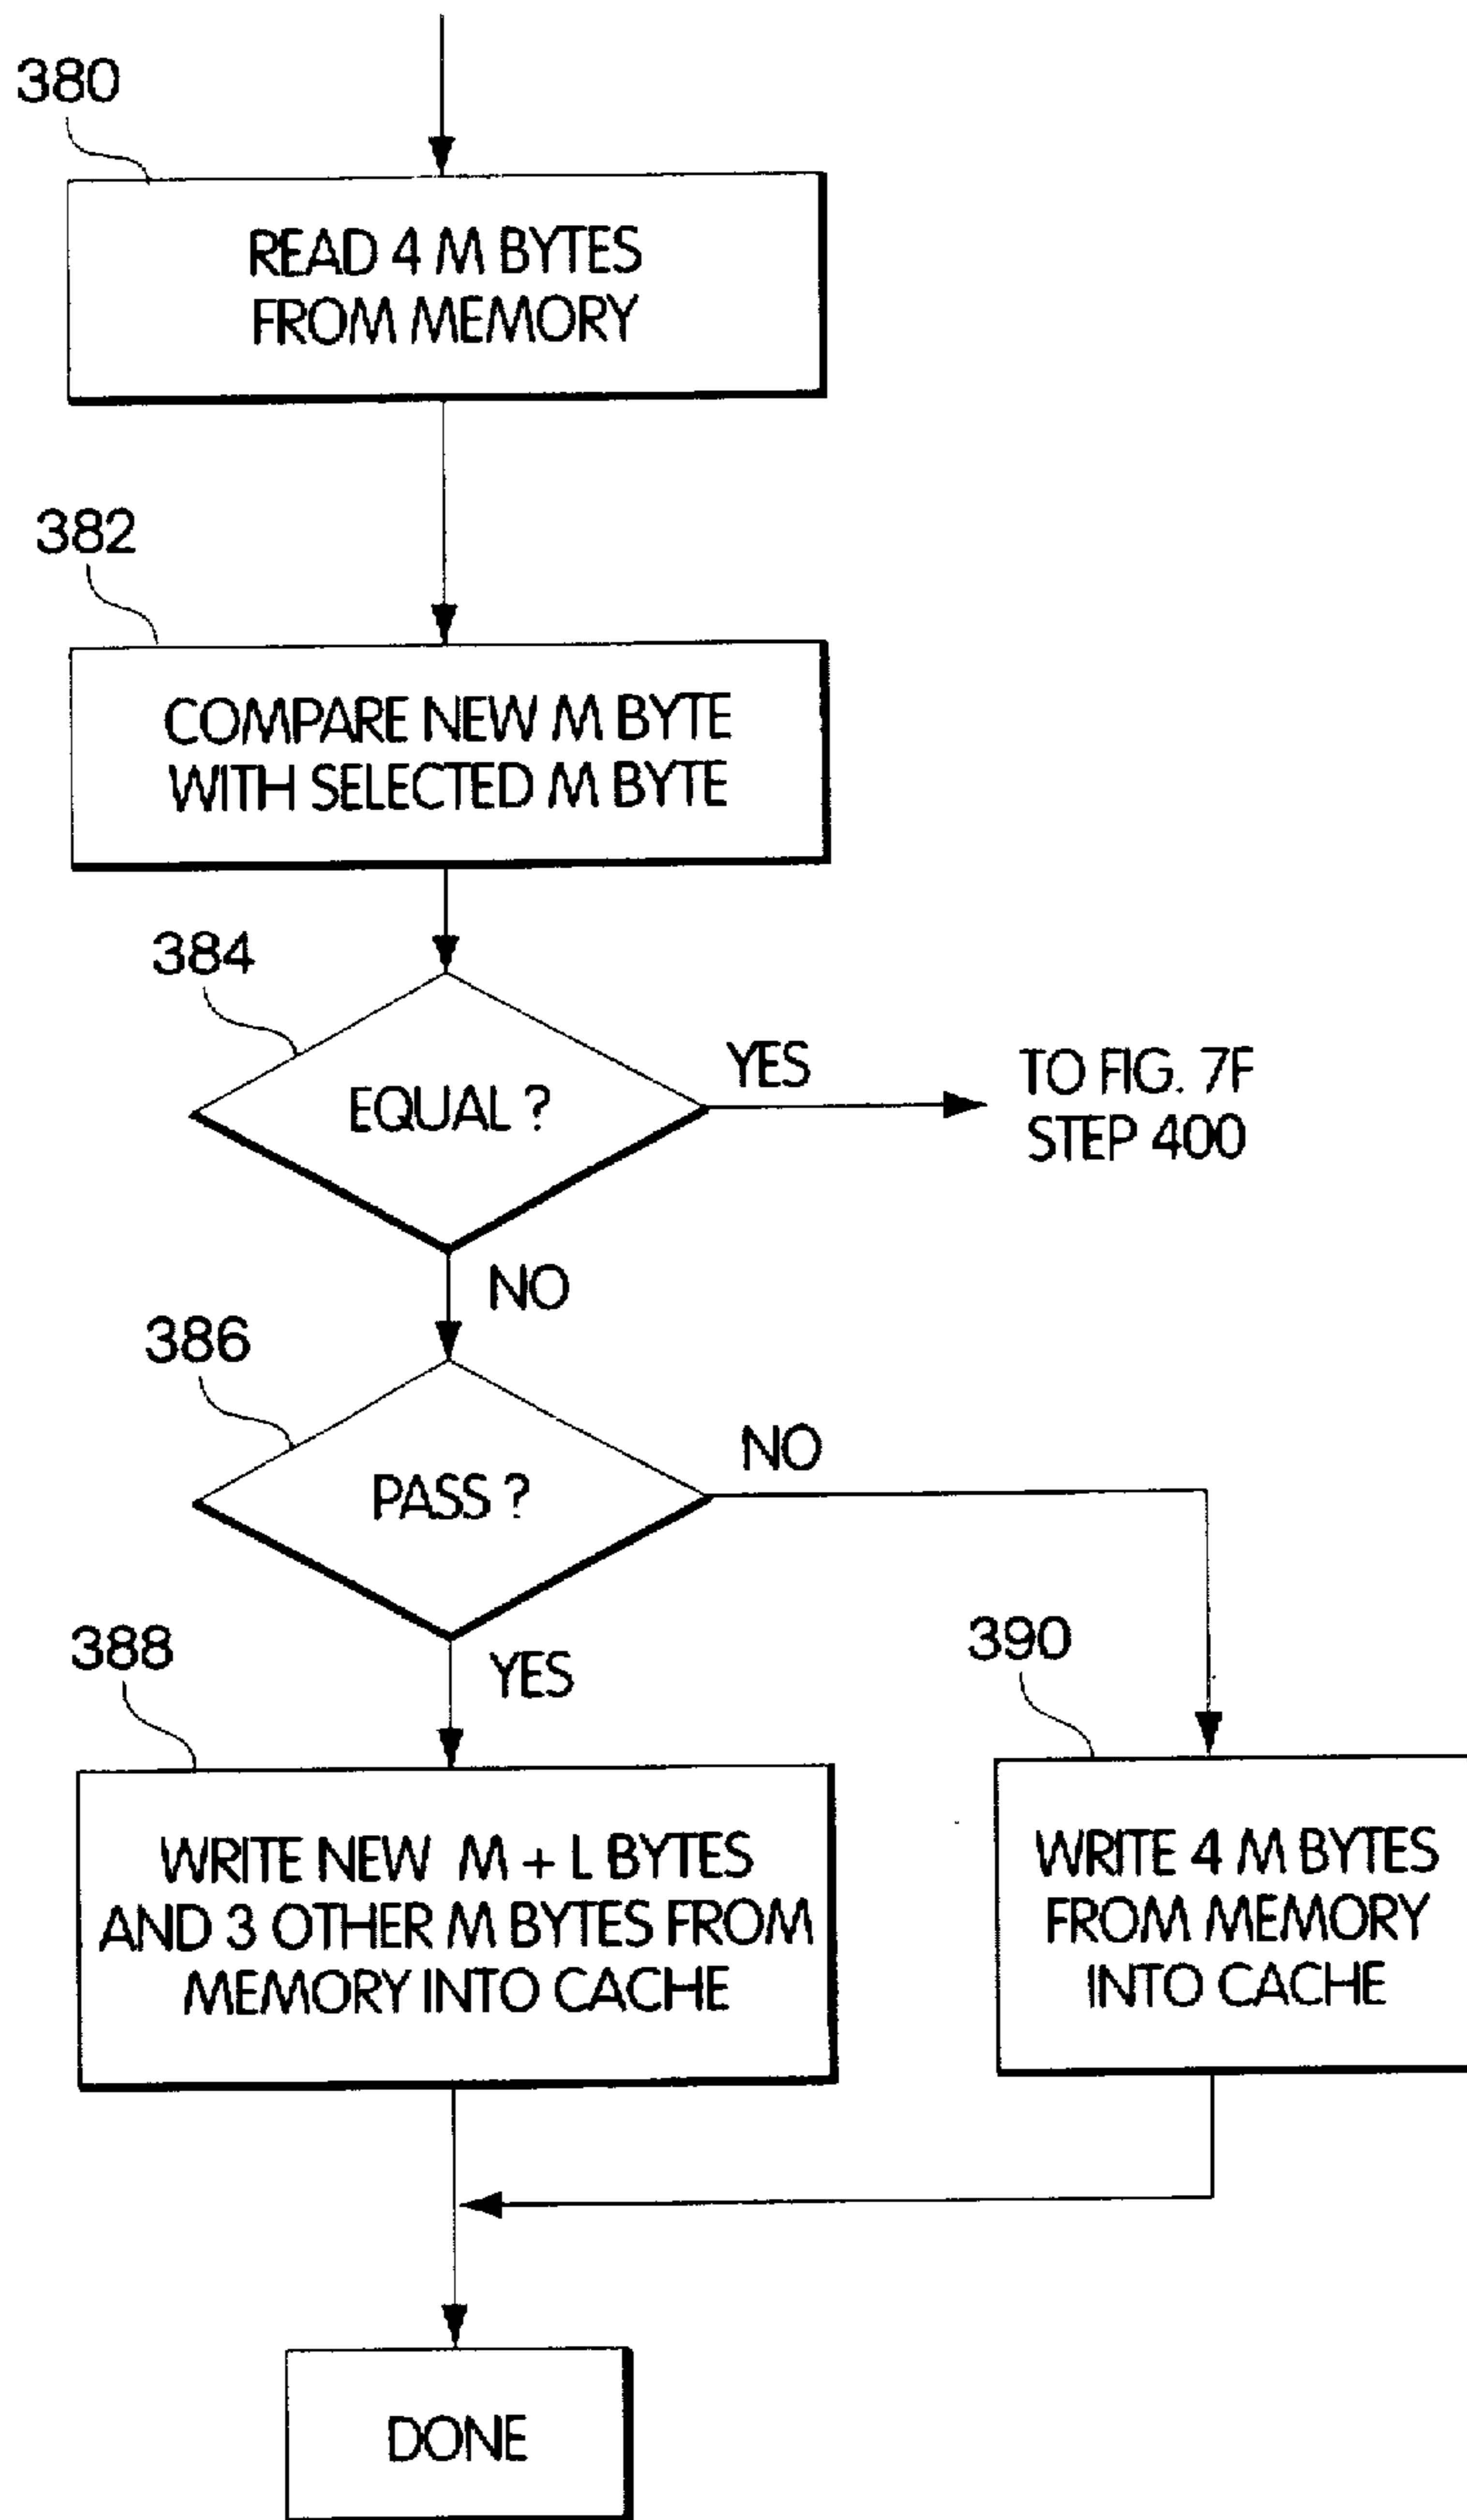 380
READ 4 M BYTES
FROM MEMORY
382
COMPARE NEW M BYTE
WITH SELECTED M BYTE
384
EQUAL ?
YES
TO FIG. 7F
STEP 400
NO
386
PASS ?
NO
388
YES
390
WRITE NEW M + L BYTES
AND 3 OTHER M BYTES FROM
MEMORY INTO CACHE
WRITE 4 M BYTES
FROM MEMORY
INTO CACHE
DONE